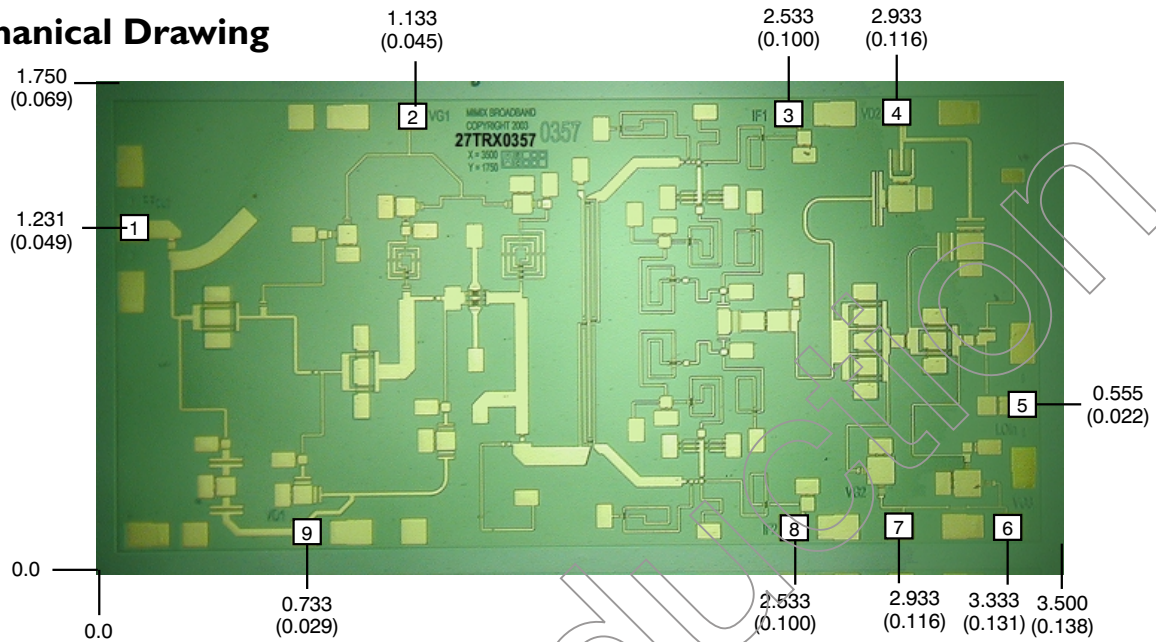 hanical Drawing
1.133
(0.045)
2.533
(0.100)
2.933
(0.116)
1.750
(0.069)
2
VG1
MIMIX BROADBAND
COPYRIGHT 2003
27TRX0357
0357
X = 3500
Y = 1750
IF1
3
VD2
4
1.231
(0.049)
1
5
0.555
(0.022)
VD1
9
IF2
8
VG2
7
6
0.0
0.0
0.733
(0.029)
2.533
(0.100)
2.933
(0.116)
3.333
(0.131)
3.500
(0.138)
duction